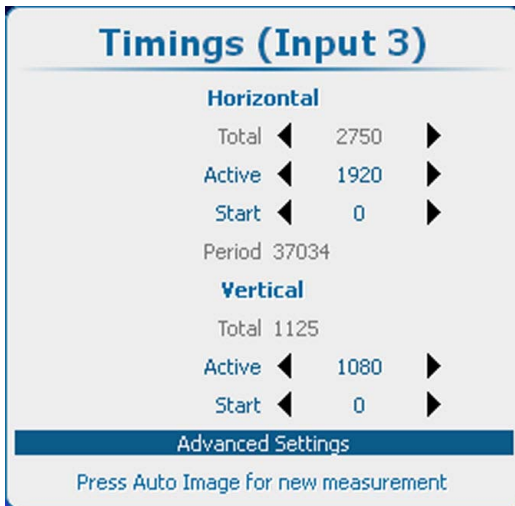 Timings (Input 3)
Horizontal
Total 2750
Active 1920
Start 0
Period 37034
Vertical
Total 1125
Active 1080
Start 0
Advanced Settings
Press Auto Image for new measurement